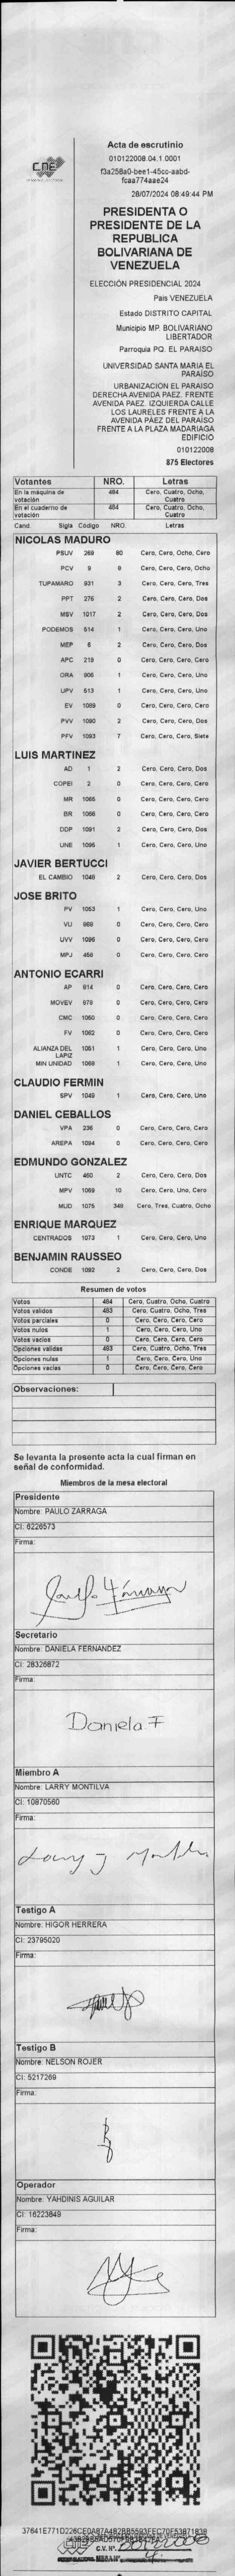 CNE
Acta de escrutinio
010122008.04.1.0001
f3a258a0-bee1-45cc-aabd-
fcaa774aae24
28/07/2024 08:49:44 PM
PRESIDENTA O
PRESIDENTE DE LA
REPUBLICA
BOLIVARIANA DE
VENEZUELA
ELECCIÓN PRESIDENCIAL 2024
Pais VENEZUELA
Estado DISTRITO CAPITAL
Municipio MP. BOLIVARIANO
LIBERTADOR
Parroquia PQ. EL PARAISO
UNIVERSIDAD SANTA MARIA EL
PARAÍSO
URBANIZACION EL PARAISO
DERECHA AVENIDA PAEZ. FRENTE
AVENIDA PAEZ. IZQUIERDA CALLE
LOS LAURELES FRENTE A LA
AVENIDA PAEZ DEL PARAISO
FRENTE A LA PLAZA MADARIAGA
EDIFICIO
010122008
875 Electores
Votantes NRO. Letras
En la máquina de votación 484 Cero, Cuatro, Ocho, Cuatro
En el cuaderno de votación 484 Cero, Cuatro, Ocho, Cuatro
Cand. Sigla Código NRO. Letras
NICOLAS MADURO
PSUV 269 80 Cero, Cero, Ocho, Cero
PCV 9 8 Cero, Cero, Cero, Ocho
TUPAMARO 931 3 Cero, Cero, Cero, Tres
PPT 276 2 Cero, Cero, Cero, Dos
MSV 1017 2 Cero, Cero, Cero, Dos
PODEMOS 514 1 Cero, Cero, Cero, Uno
MEP 6 2 Cero, Cero, Cero, Dos
APC 219 0 Cero, Cero, Cero, Cero
ORA 906 1 Cero, Cero, Cero, Uno
UPV 513 1 Cero, Cero, Cero, Uno
EV 1089 0 Cero, Cero, Cero, Cero
PVV 1090 2 Cero, Cero, Cero, Dos
PFV 1093 7 Cero, Cero, Cero, Siete
LUIS MARTINEZ
AD 1 2 Cero, Cero, Cero, Dos
COPEI 2 0 Cero, Cero, Cero, Cero
MR 1065 0 Cero, Cero, Cero, Cero
BR 1066 0 Cero, Cero, Cero, Cero
DDP 1091 2 Cero, Cero, Cero, Dos
UNE 1095 1 Cero, Cero, Cero, Uno
JAVIER BERTUCCI
EL CAMBIO 1048 2 Cero, Cero, Cero, Dos
JOSE BRITO
PV 1053 1 Cero, Cero, Cero, Uno
VU 968 0 Cero, Cero, Cero, Cero
UVV 1096 0 Cero, Cero, Cero, Cero
MPJ 458 0 Cero, Cero, Cero, Cero
ANTONIO ECARRI
AP 914 0 Cero, Cero, Cero, Cero
MOVEV 978 0 Cero, Cero, Cero, Cero
CMC 1050 0 Cero, Cero, Cero, Cero
FV 1062 0 Cero, Cero, Cero, Cero
ALIANZA DEL LAPIZ 1051 1 Cero, Cero, Cero, Uno
MIN UNIDAD 1068 1 Cero, Cero, Cero, Uno
CLAUDIO FERMIN
SPV 1049 1 Cero, Cero, Cero, Uno
DANIEL CEBALLOS
VPA 236 0 Cero, Cero, Cero, Cero
AREPA 1094 0 Cero, Cero, Cero, Cero
EDMUNDO GONZALEZ
UNTC 460 2 Cero, Cero, Cero, Dos
MPV 1069 10 Cero, Cero, Uno, Cero
MUD 1075 348 Cero, Tres, Cuatro, Ocho
ENRIQUE MARQUEZ
CENTRADOS 1073 1 Cero, Cero, Cero, Uno
BENJAMIN RAUSSEO
CONDE 1092 2 Cero, Cero, Cero, Dos
Resumen de votos
Votos 484 Cero, Cuatro, Ocho, Cuatro
Votos validos 483 Cero, Cuatro, Ocho, Tres
Votos parciales 0 Cero, Cero, Cero, Cero
Votos nulos 1 Cero, Cero, Cero, Uno
Votos vacíos 0 Cero, Cero, Cero, Cero
Opciones validas 483 Cero, Cuatro, Ocho, Tres
Opciones nulas 1 Cero, Cero, Cero, Uno
Opciones vacías 0 Cero, Cero, Cero, Cero
Observaciones:
Se levanta la presente acta la cual firman en
señal de conformidad.
Miembros de la mesa electoral
Presidente
Nombre: PAULO ZARRAGA
CI: 6226573
Firma:
Secretario
Nombre: DANIELA FERNANDEZ
CI: 28326872
Firma:
Daniela F
Miembro A
Nombre: LARRY MONTILVA
CI: 10870560
Firma:
Testigo A
Nombre: HIGOR HERRERA
CI: 23795020
Firma:
Testigo B
Nombre: NELSON ROJER
CI: 5217269
Firma:
Operador
Nombre: YAHDINIS AGUILAR
CI: 16223849
Firma:
C.V. N°.